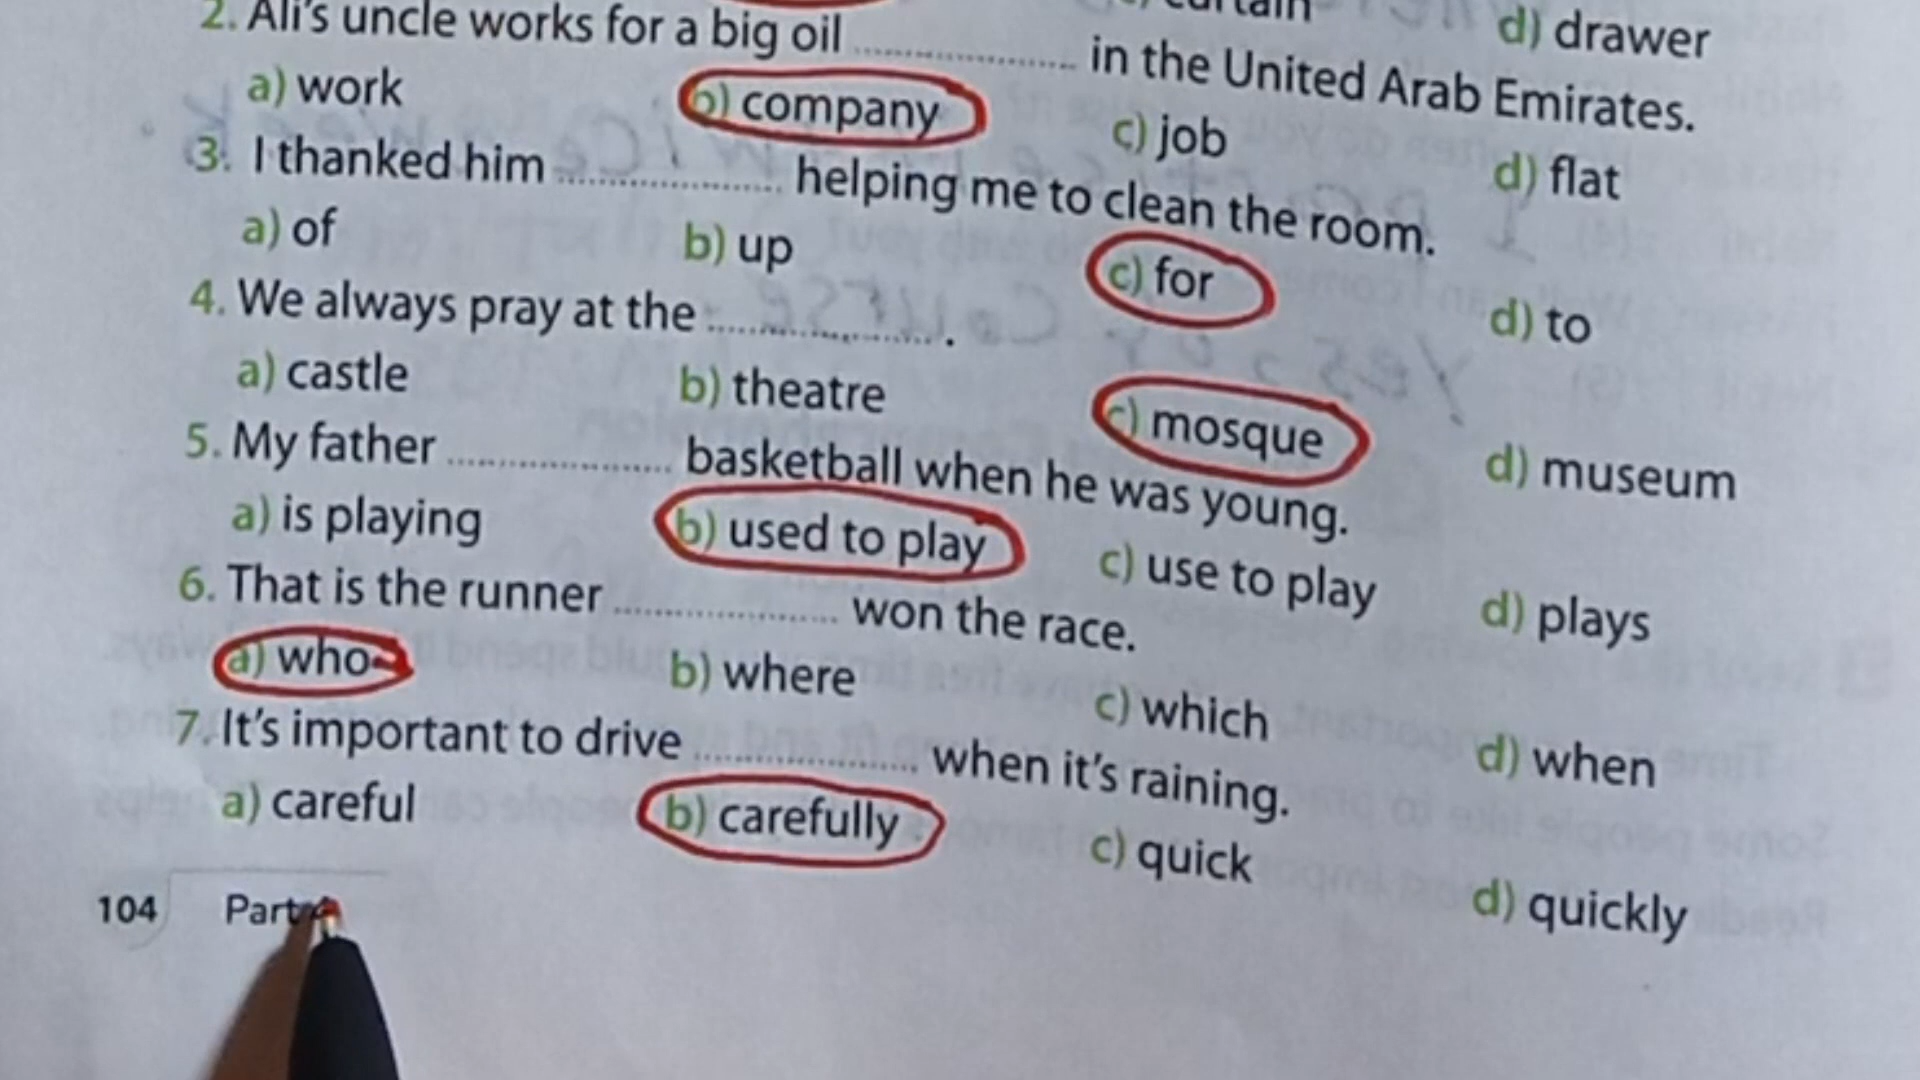 d) drawer
2. Ali's uncle works for a big oil .................... in the United Arab Emirates.
a) work b) company c) job d) flat
3. I thanked him .................... helping me to clean the room.
a) of b) up c) for d) to
4. We always pray at the .................... .
a) castle b) theatre c) mosque d) museum
5. My father .................... basketball when he was young.
a) is playing b) used to play c) use to play d) plays
6. That is the runner .................... won the race.
a) who b) where c) which d) when
7. It's important to drive .................... when it's raining.
a) careful b) carefully c) quick d) quickly
104 Part